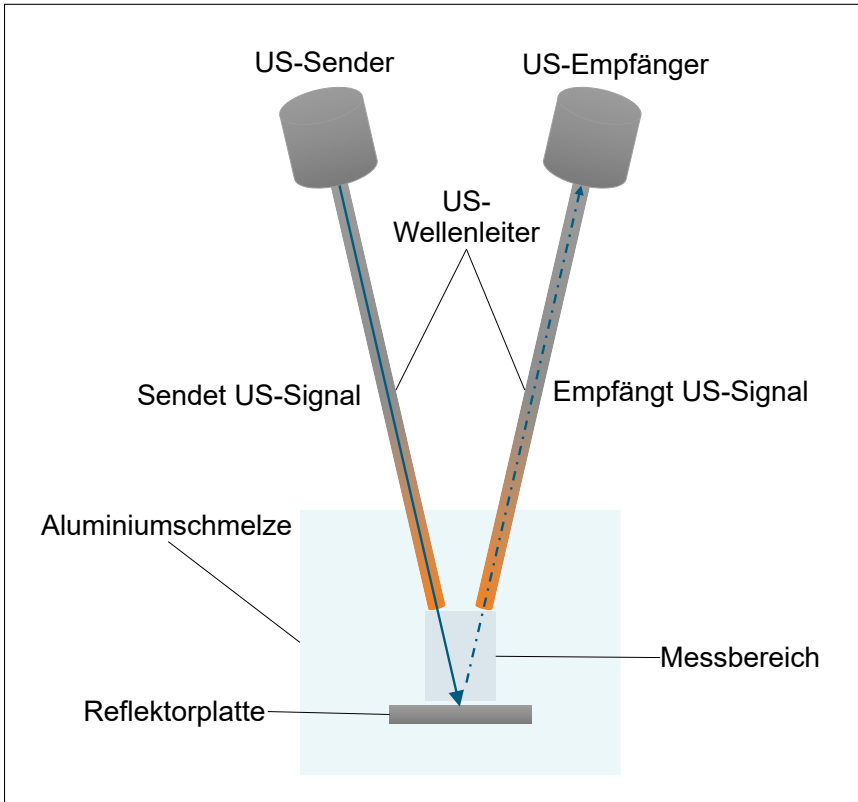 US-Sender
US-Empfänger
US-
Wellenleiter
Sendet US-Signal
Empfängt US-Signal
Aluminiumschmelze
Messbereich
Reflektorplatte